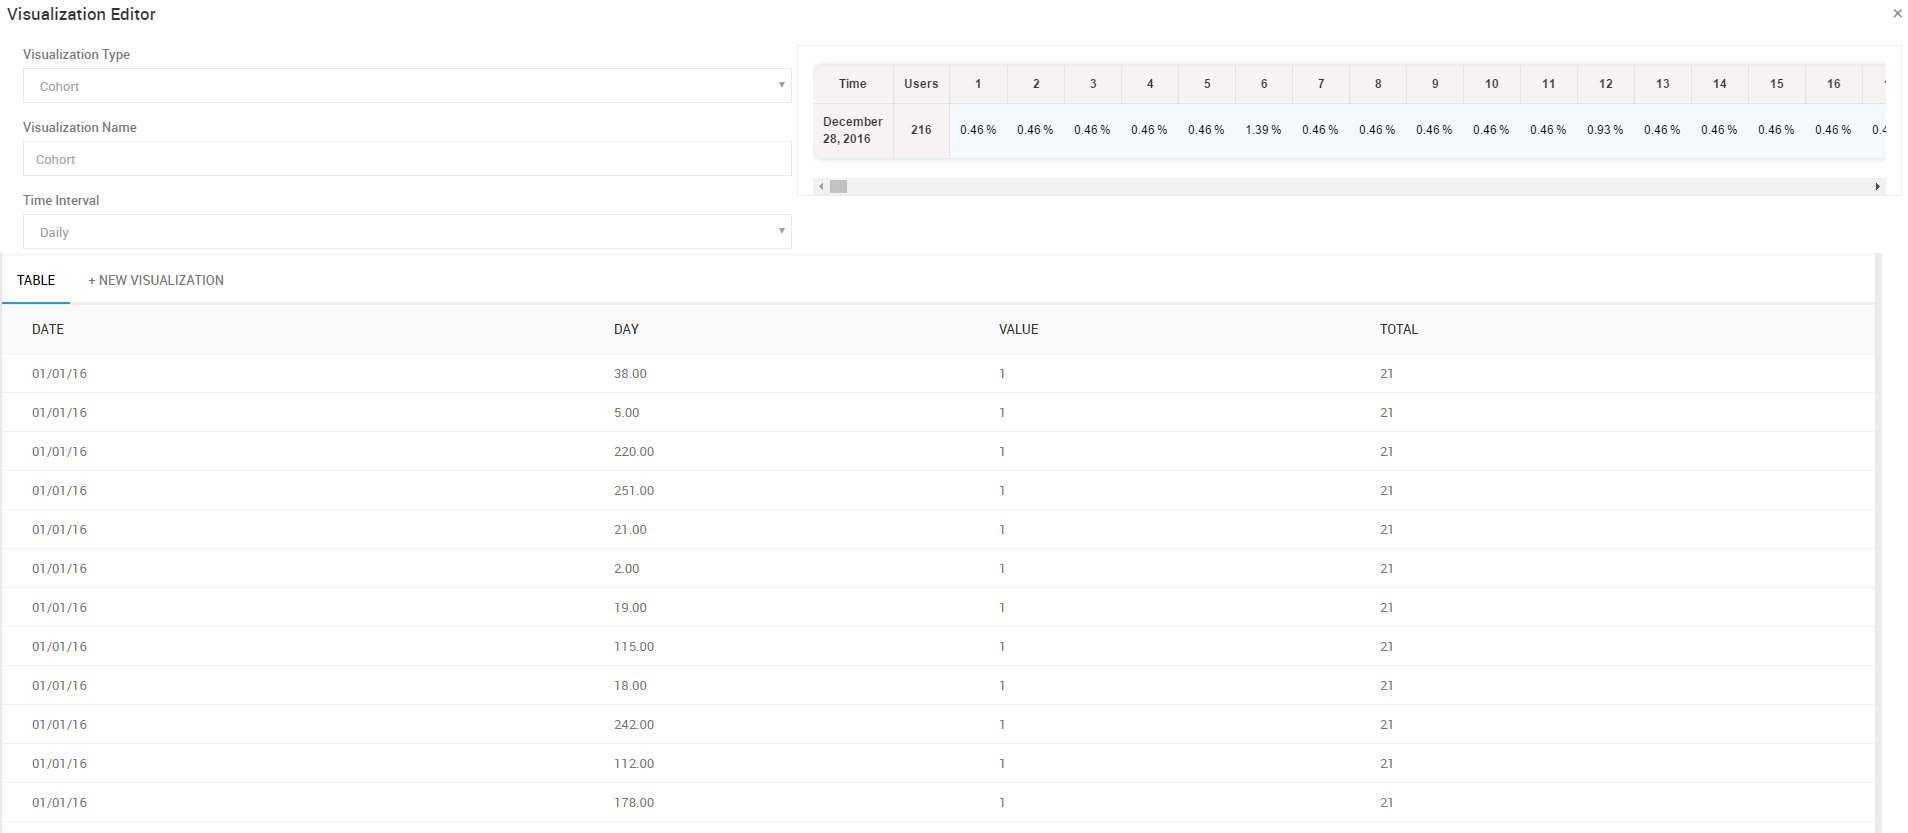 Visualization Editor
×
Visualization Type
Cohort
Visualization Name
Cohort
Time Interval
Daily
Time Users 1 2 3 4 5 6 7 8 9 10 11 12 13 14 15 16
December 28, 2016 216 0.46 % 0.46 % 0.46 % 0.46 % 0.46 % 1.39 % 0.46 % 0.46 % 0.46 % 0.46 % 0.46 % 0.93 % 0.46 % 0.46 % 0.46 % 0.46 %
TABLE + NEW VISUALIZATION
DATE DAY VALUE TOTAL
01/01/16 38.00 1 21
01/01/16 5.00 1 21
01/01/16 220.00 1 21
01/01/16 251.00 1 21
01/01/16 21.00 1 21
01/01/16 2.00 1 21
01/01/16 19.00 1 21
01/01/16 115.00 1 21
01/01/16 18.00 1 21
01/01/16 242.00 1 21
01/01/16 112.00 1 21
01/01/16 178.00 1 21